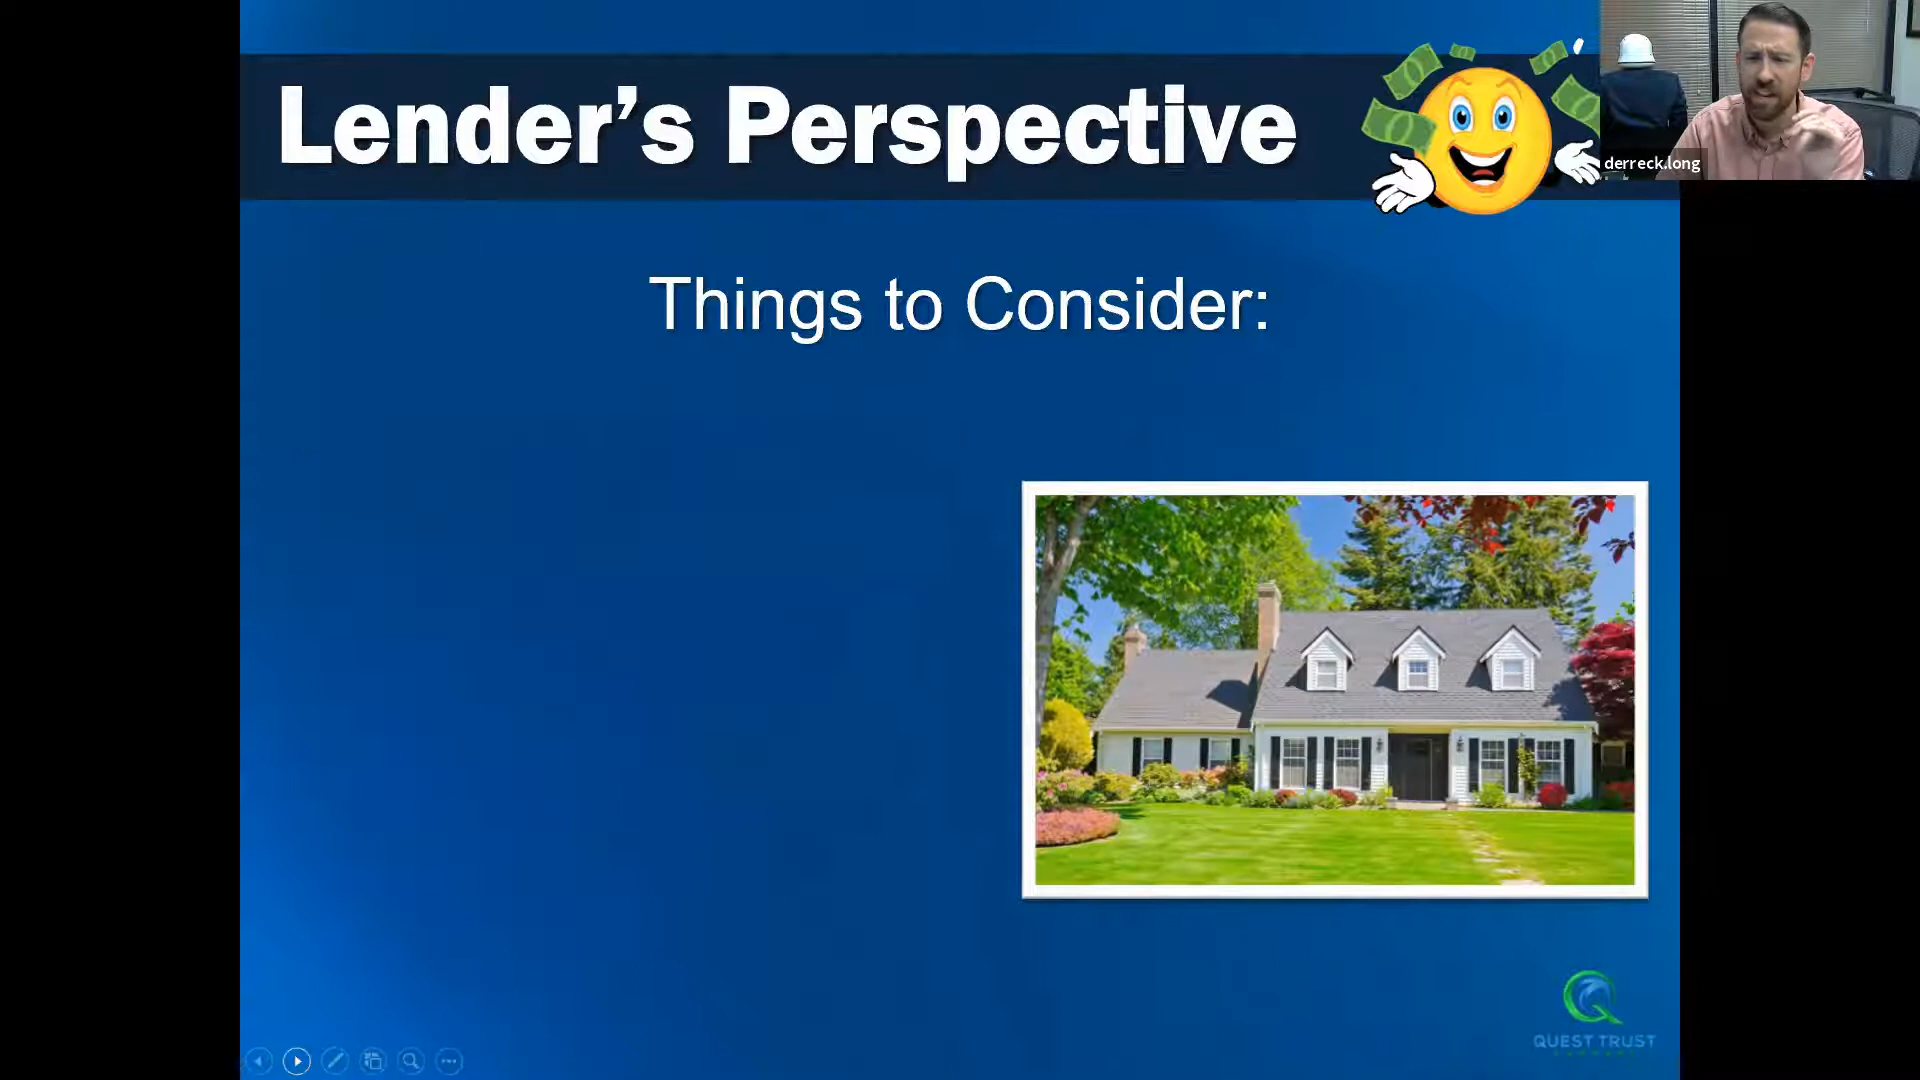 Lender’s Perspective
derreck.long
Things to Consider:
QUEST TRUST